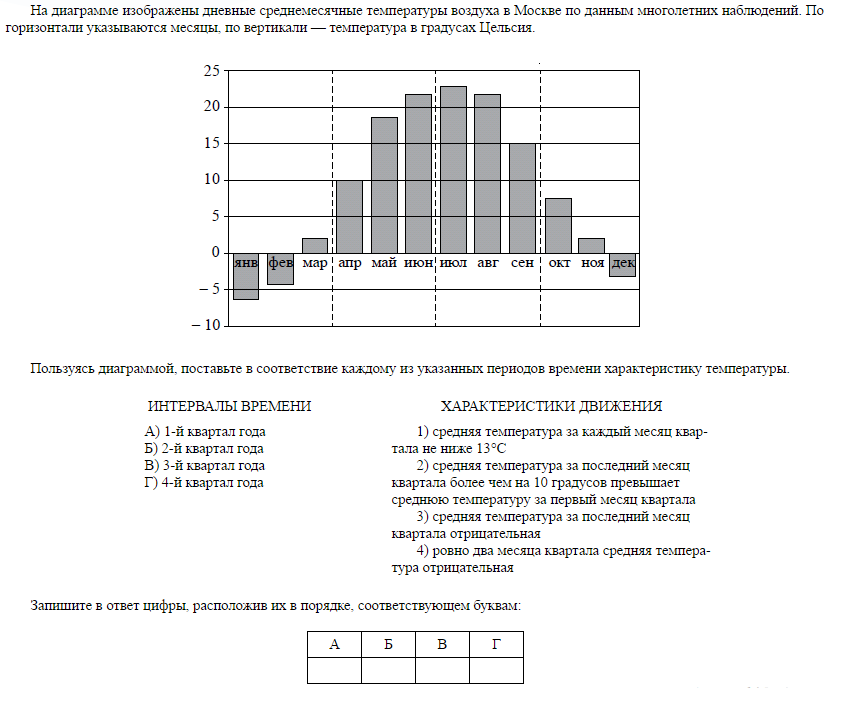 На диаграмме изображены дневные среднемесячные температуры воздуха в Москве по данным многолетних наблюдений. По
горизонтали указываются месяцы, по вертикали — температура в градусах Цельсия.
25
20
15
10
5
0
янв фев мар апр май июн июл авг сен окт ноя дек
– 5
– 10
Пользуясь диаграммой, поставьте в соответствие каждому из указанных периодов времени характеристику температуры.
ИНТЕРВАЛЫ ВРЕМЕНИ
А) 1-й квартал года
Б) 2-й квартал года
В) 3-й квартал года
Г) 4-й квартал года
ХАРАКТЕРИСТИКИ ДВИЖЕНИЯ
1) средняя температура за каждый месяц квар-
тала не ниже 13°С
2) средняя температура за последний месяц
квартала более чем на 10 градусов превышает
среднюю температуру за первый месяц квартала
3) средняя температура за последний месяц
квартала отрицательная
4) ровно два месяца квартала средняя темпера-
тура отрицательная
Запишите в ответ цифры, расположив их в порядке, соответствующем буквам:
А Б В Г